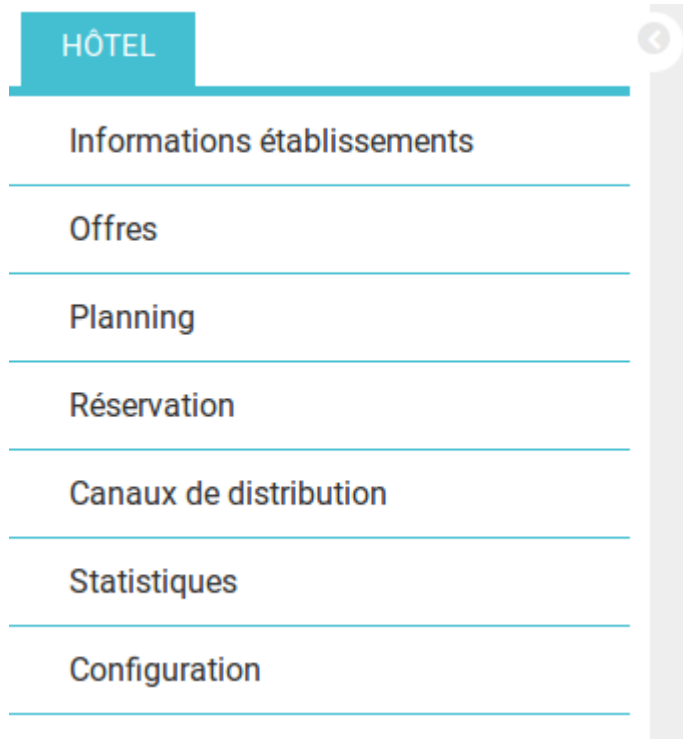 HÔTEL
Informations établissements
Offres
Planning
Réservation
Canaux de distribution
Statistiques
Configuration